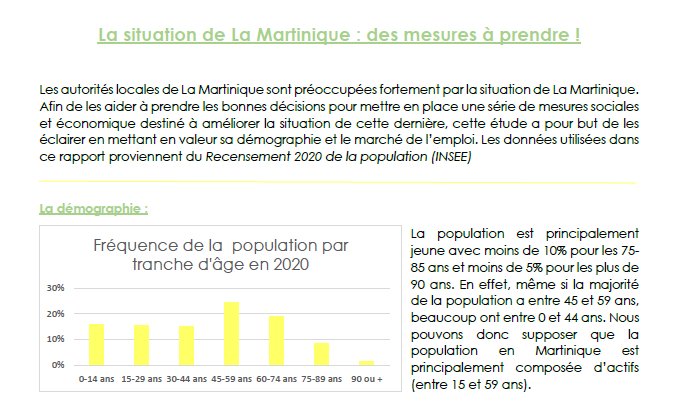 La situation de La Martinique : des mesures à prendre !
Les autorités locales de La Martinique sont préoccupées fortement par la situation de La Martinique.
Afin de les aider à prendre les bonnes décisions pour mettre en place une série de mesures sociales
et économique destiné à améliorer la situation de cette dernière, cette étude a pour but de les
éclairer en mettant en valeur sa démographie et le marché de l'emploi. Les données utilisées dans
ce rapport proviennent du Recensement 2020 de la population (INSEE)
La démographie :
Fréquence de la population par
tranche d'âge en 2020
30%
20%
10%
0%
0-14 ans 15-29 ans 30-44 ans 45-59 ans 60-74 ans 75-89 ans 90 ou +
La population est principalement
jeune avec moins de 10% pour les 75-
85 ans et moins de 5% pour les plus de
90 ans. En effet, même si la majorité
de la population a entre 45 et 59 ans,
beaucoup ont entre 0 et 44 ans. Nous
pouvons donc supposer que la
population en Martinique est
principalement composée d'actifs
(entre 15 et 59 ans).